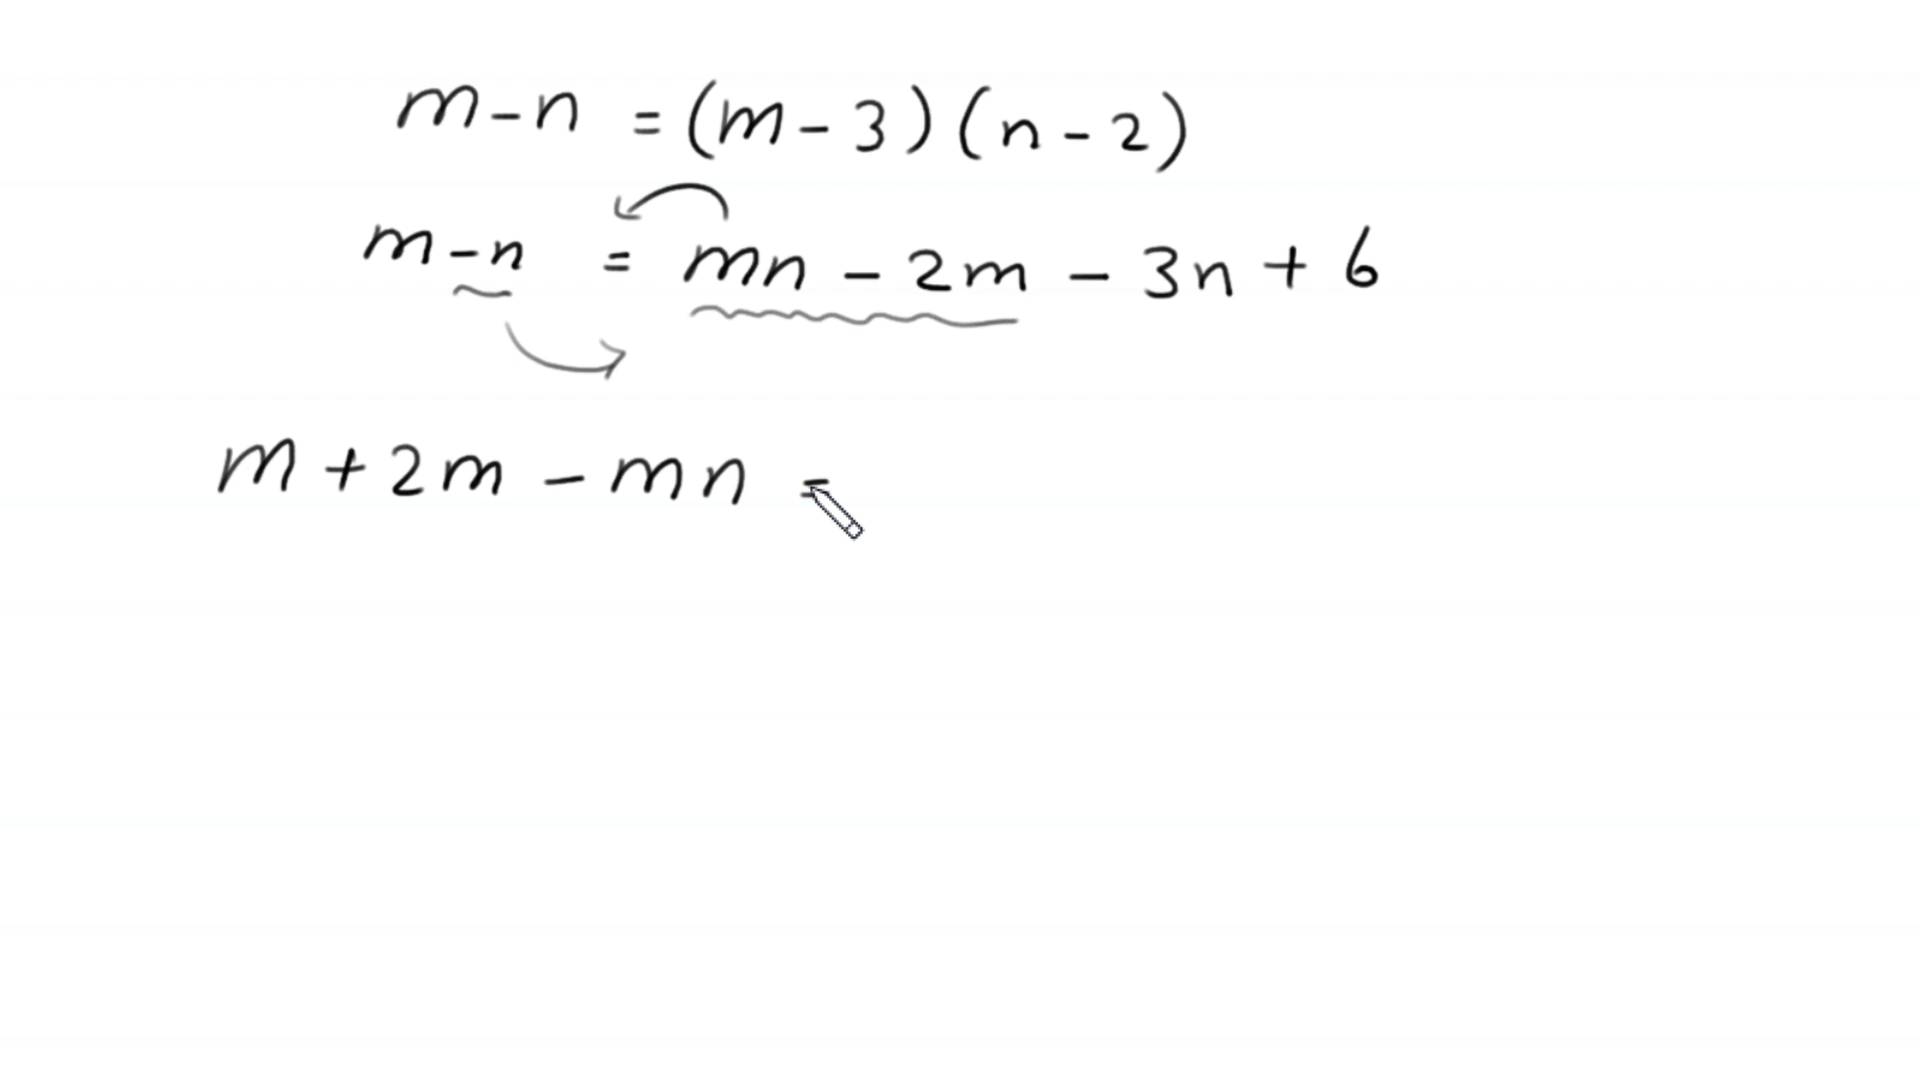 m - n = (m - 3)(n - 2)
m - n = mn - 2m - 3n + 6
m + 2m - mn =